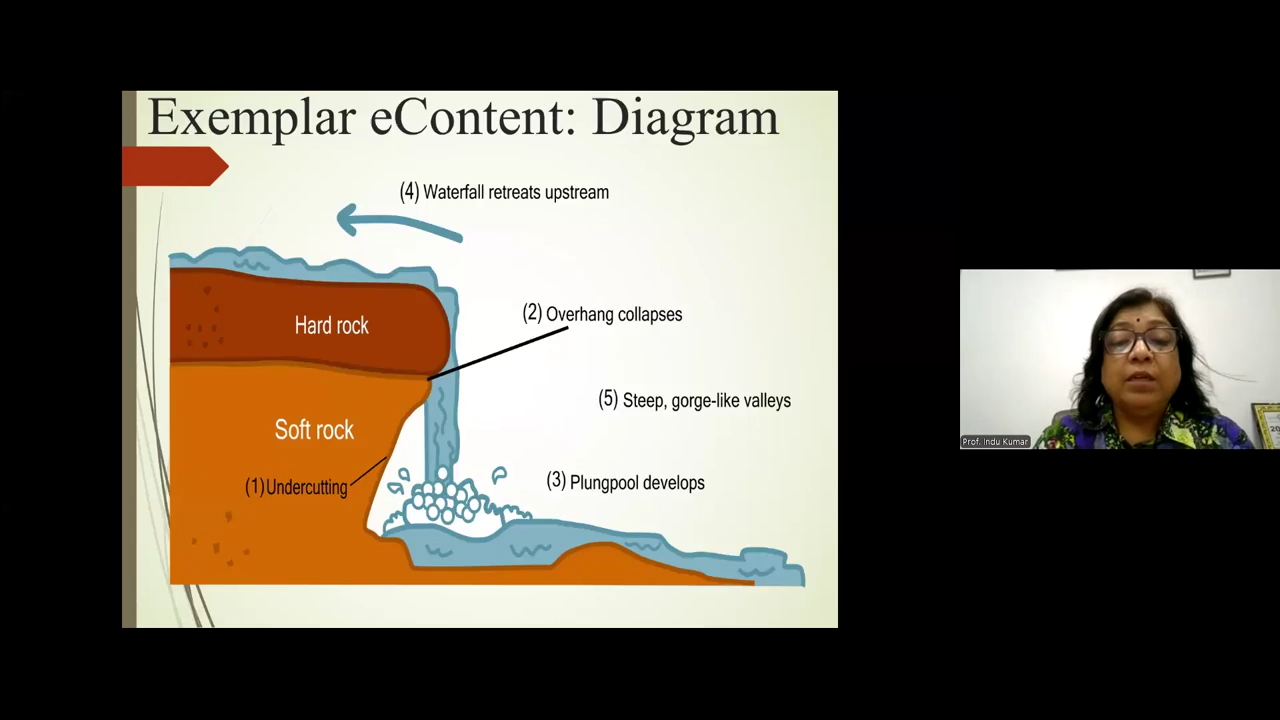 Exemplar eContent: Diagram
(4) Waterfall retreats upstream
Hard rock
(2) Overhang collapses
(5) Steep, gorge-like valleys
Soft rock
(1)Undercutting
(3) Plungpool develops
Prof. Indu Kumar